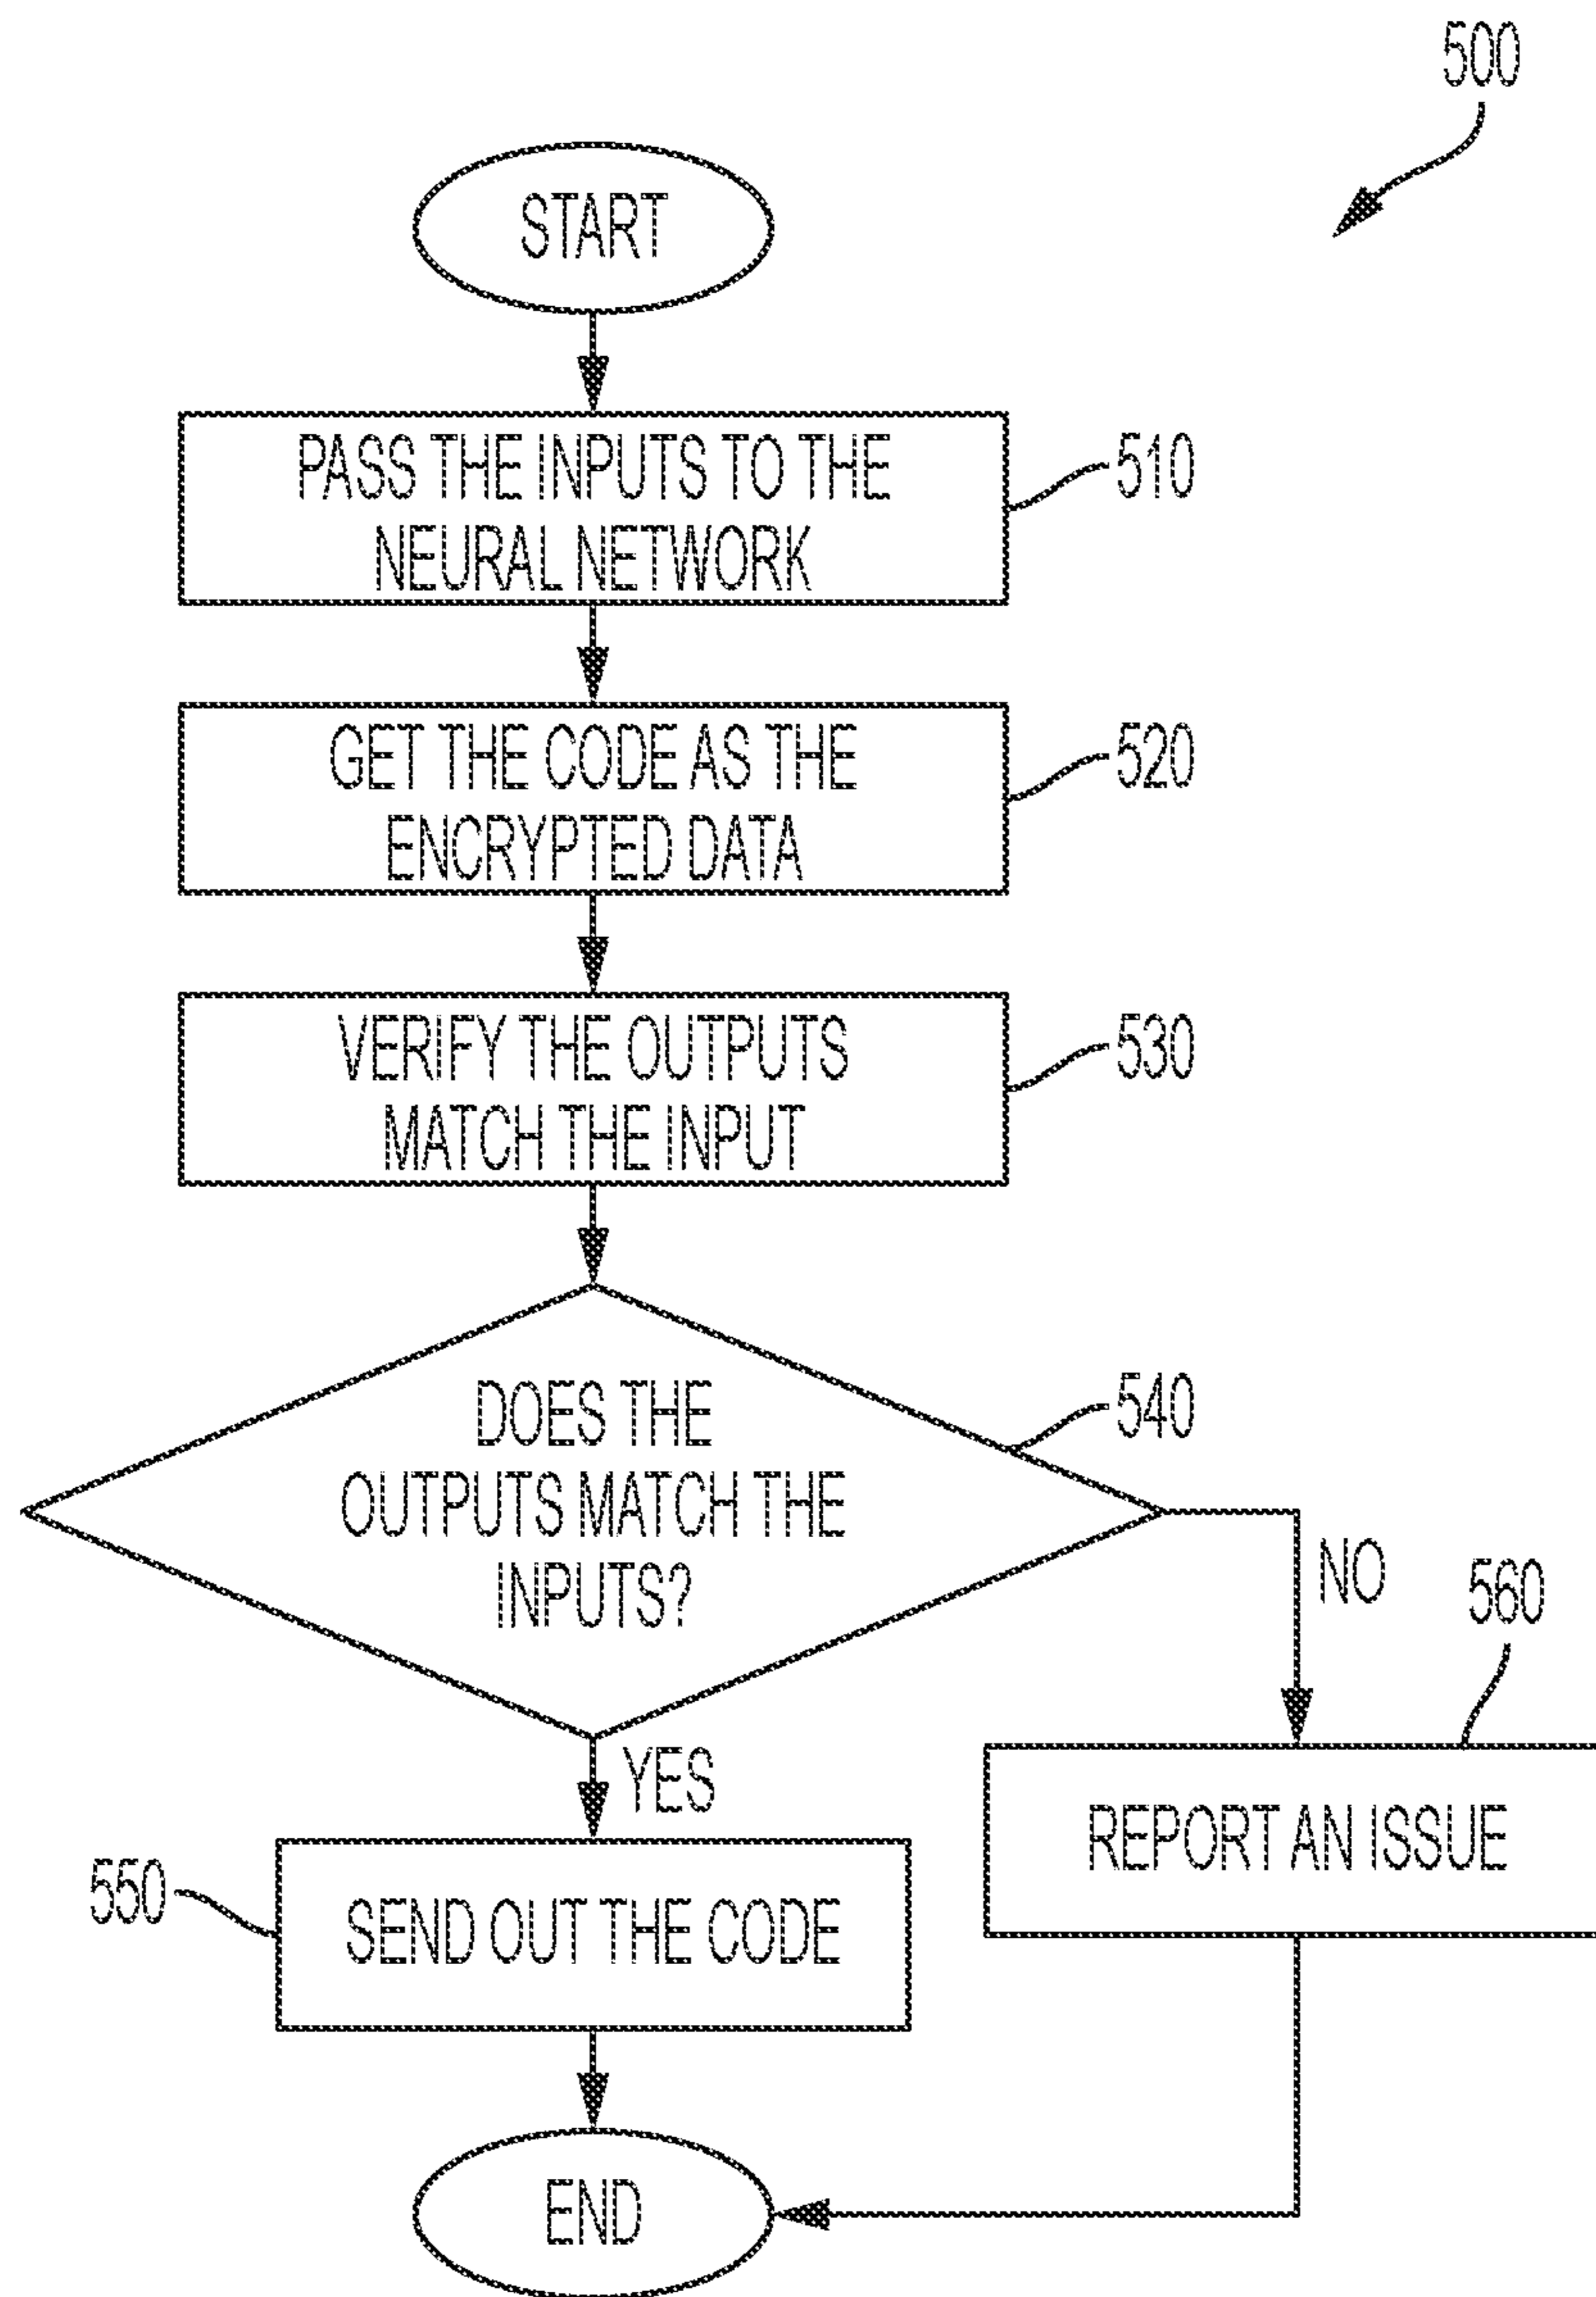 500
START
PASS THE INPUTS TO THE
NEURAL NETWORK
510
GET THE CODE AS THE
ENCRYPTED DATA
520
VERIFY THE OUTPUTS
MATCH THE INPUT
530
DOES THE
OUTPUTS MATCH THE
INPUTS?
540
NO
560
YES
REPORT AN ISSUE
550
SEND OUT THE CODE
END